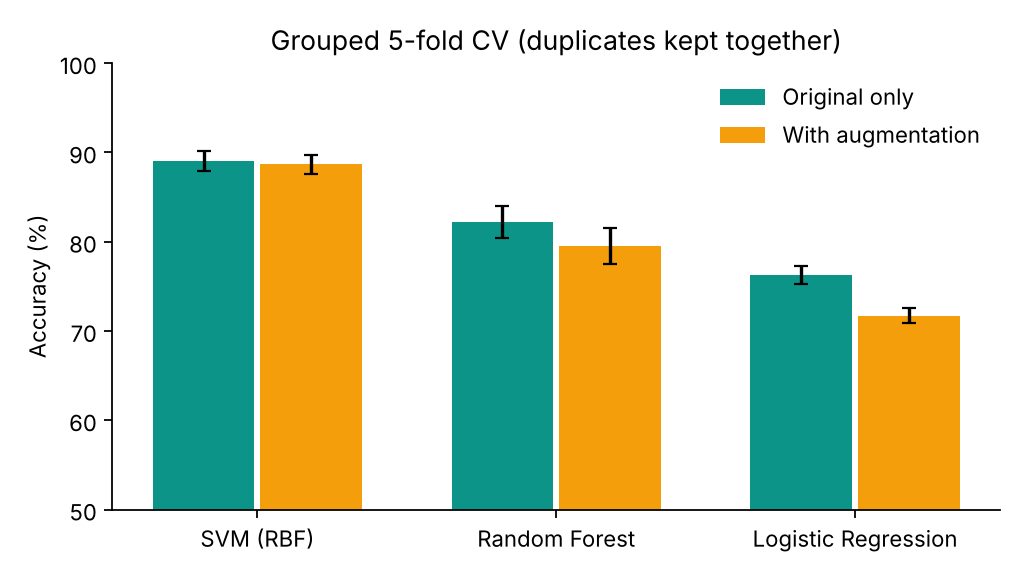 Grouped 5-fold CV (duplicates kept together)
Original only
With augmentation
Accuracy (%)
100
90
80
70
60
50
SVM (RBF)
Random Forest
Logistic Regression